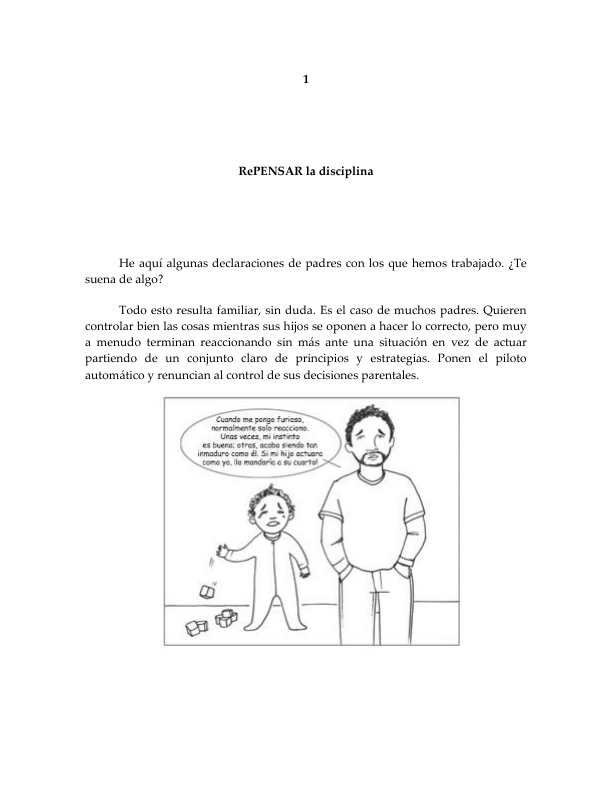 1
RePENSAR la disciplina
He aquí algunas declaraciones de padres con los que hemos trabajado. ¿Te
suena de algo?
Todo esto resulta familiar, sin duda. Es el caso de muchos padres. Quieren
controlar bien las cosas mientras sus hijos se oponen a hacer lo correcto, pero muy
a menudo terminan reaccionando sin más ante una situación en vez de actuar
partiendo de un conjunto claro de principios y estrategias. Ponen el piloto
automático y renuncian al control de sus decisiones parentales.
Cuando me pongo furioso,
normalmente solo reacciono.
Unas veces, mi instinto
es bueno; otras, acabo siendo tan
inmaduro como él. Si mi hijo actuara
como yo, ¡lo mandaría a su cuarto!